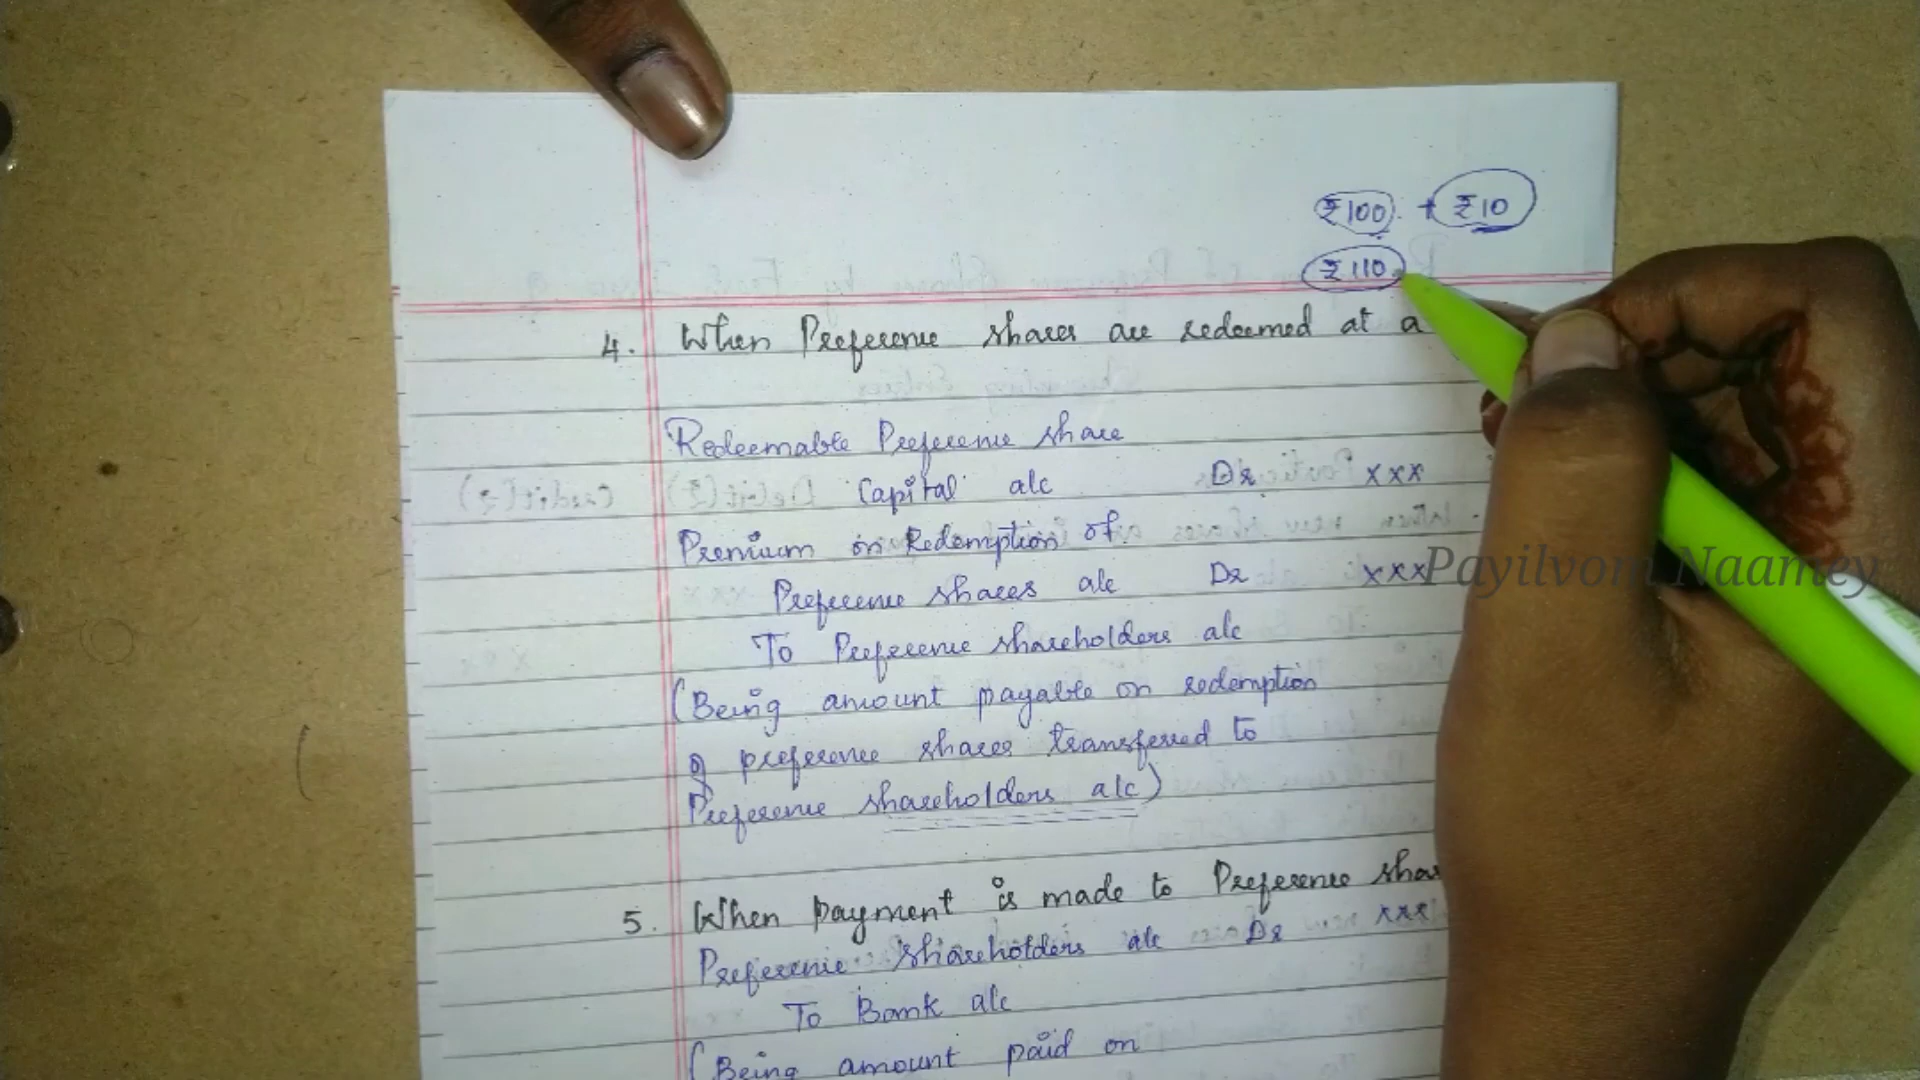 ₹100 + ₹10
₹110
4. When Preference shares are redeemed at a
Redeemable Preference share
Capital a/c Dr xxx
Premium on Redemption of
Preference shares a/c Dr xxx
Payilvom Naamey
To Preference shareholders a/c
(Being amount payable on redemption
of preference shares transferred to
Preference shareholders a/c)
5. When payment is made to Preference shar
Preference shareholders a/c Dr xxx
To Bank a/c
(Being amount paid on